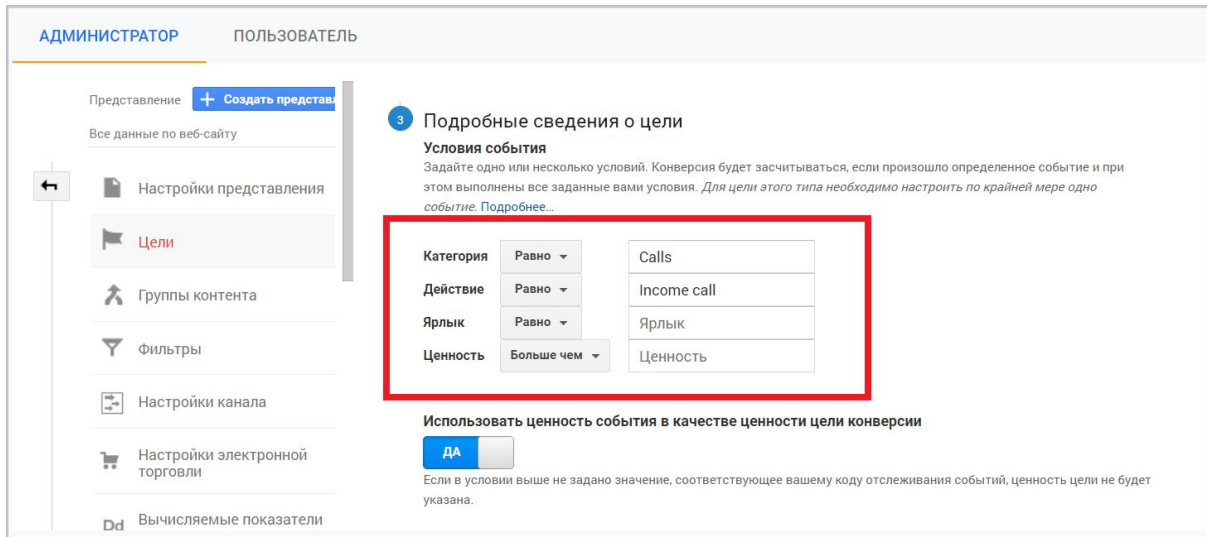 АДМИНИСТРАТОР ПОЛЬЗОВАТЕЛЬ
Представление + Создать представл
Все данные по веб-сайту
Настройки представления
Цели
Группы контента
Фильтры
Настройки канала
Настройки электронной
торговли
Dd Вычисляемые показатели
3 Подробные сведения о цели
Условия события
Задайте одно или несколько условий. Конверсия будет засчитываться, если произошло определенное событие и при
этом выполнены все заданные вами условия. Для цели этого типа необходимо настроить по крайней мере одно
событие. Подробнее...
Категория Равно Calls
Действие Равно Income call
Ярлык Равно Ярлык
Ценность Больше чем Ценность
Использовать ценность события в качестве ценности цели конверсии
ДА
Если в условии выше не задано значение, соответствующее вашему коду отслеживания событий, ценность цели не будет
указана.